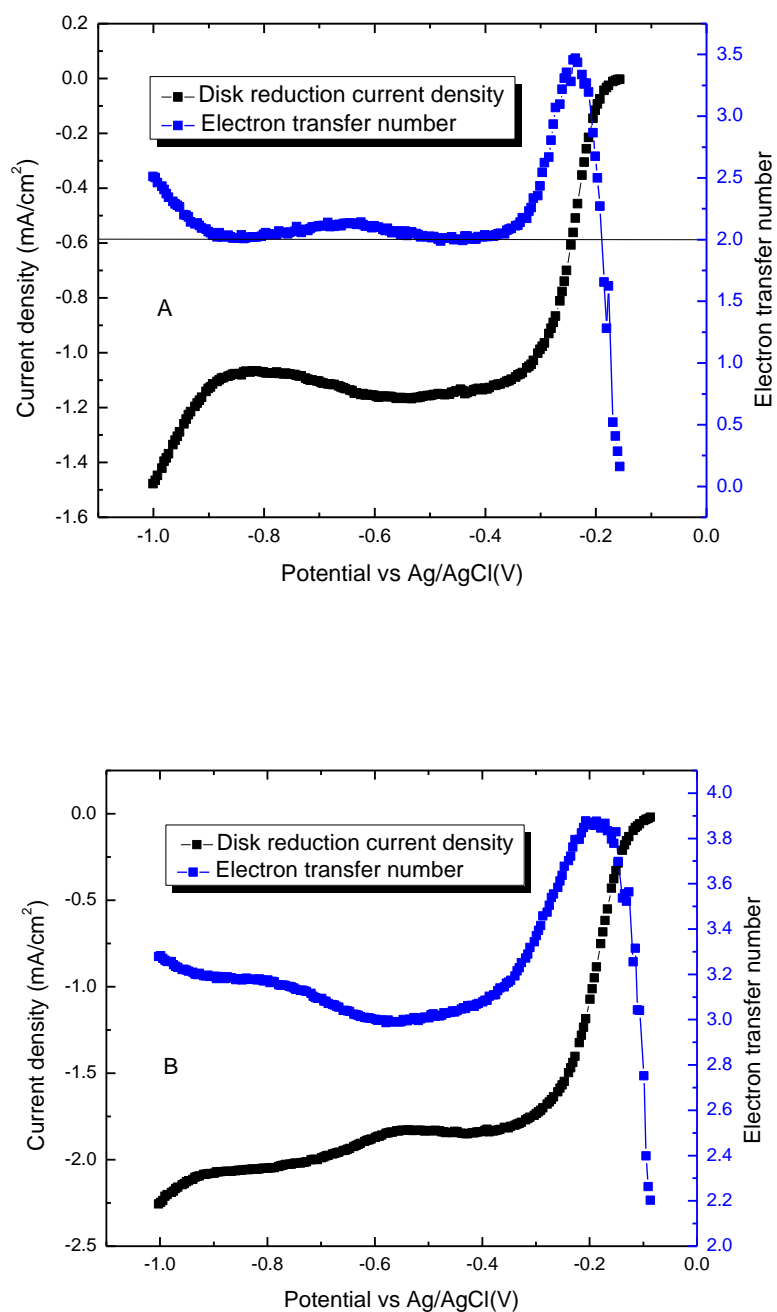 0.2
0.0
-0.2
-0.4
-0.6
-0.8
-1.0
-1.2
-1.4
-1.6
Current density (mA/cm2)
Disk reduction current density
Electron transfer number
A
3.5
3.0
2.5
2.0
1.5
1.0
0.5
0.0
Electron transfer number
-1.0 -0.8 -0.6 -0.4 -0.2 0.0
Potential vs Ag/AgCl(V)
0.0
-0.5
-1.0
-1.5
-2.0
-2.5
Current density (mA/cm2)
Disk reduction current density
Electron transfer number
B
4.0
3.8
3.6
3.4
3.2
3.0
2.8
2.6
2.4
2.2
2.0
Electron transfer number
-1.0 -0.8 -0.6 -0.4 -0.2 0.0
Potential vs Ag/AgCl(V)